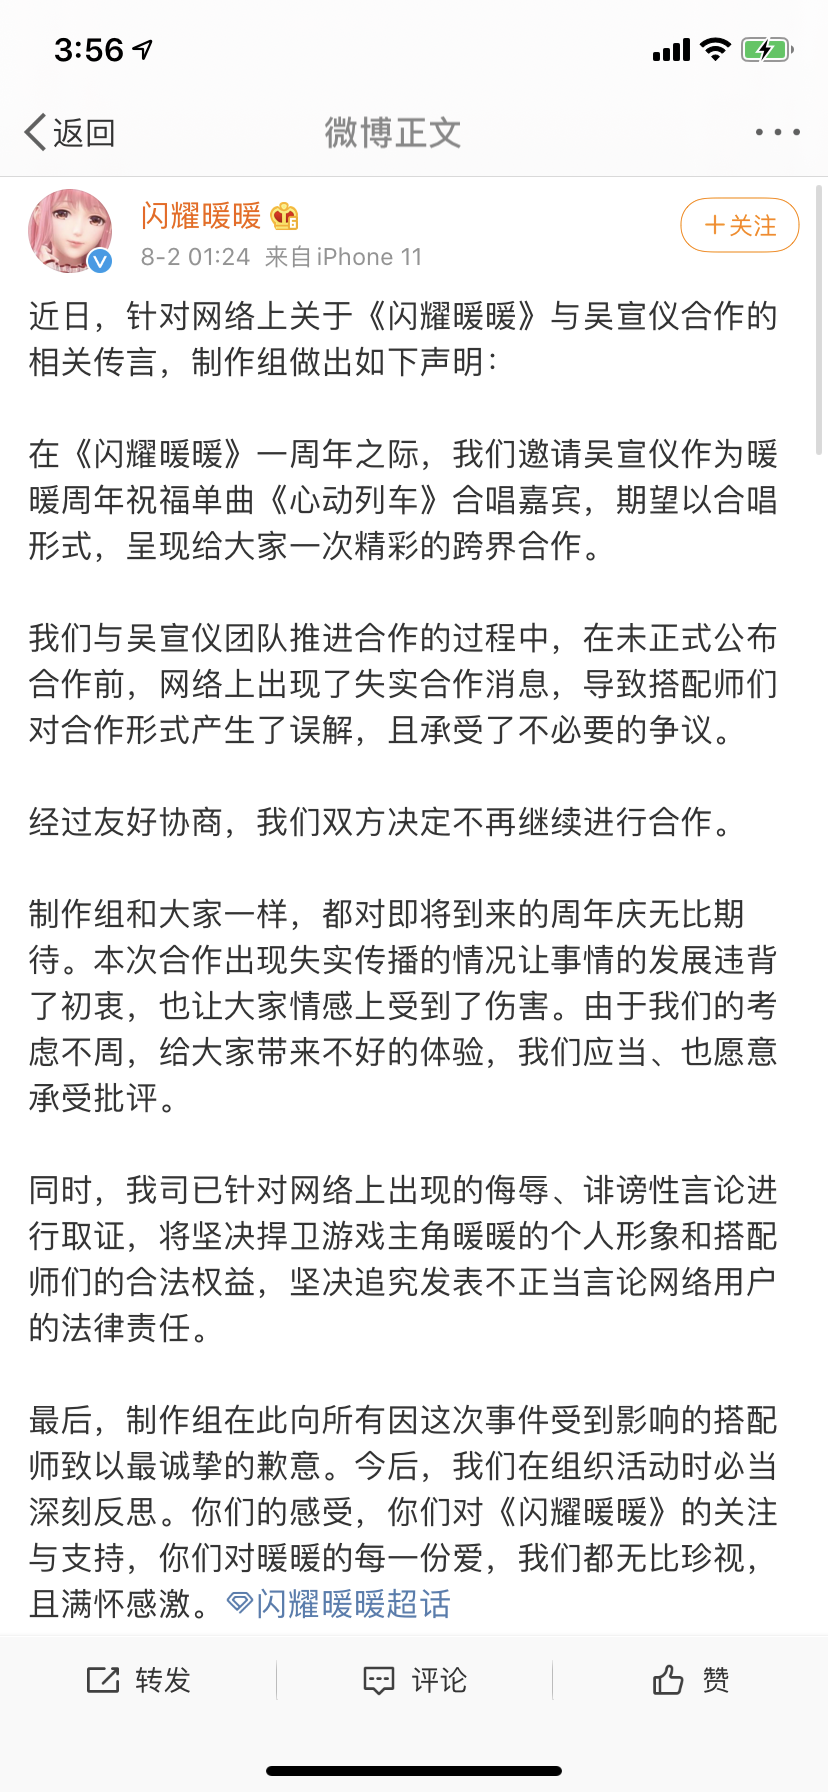 3:56
返回
微博正文
闪耀暖暖
+关注
8-2 01:24 来自 iPhone 11
近日，针对网络上关于《闪耀暖暖》与吴宣仪合作的
相关传言，制作组做出如下声明：
在《闪耀暖暖》一周年之际，我们邀请吴宣仪作为暖
暖周年祝福单曲《心动列车》合唱嘉宾，期望以合唱
形式，呈现给大家一次精彩的跨界合作。
我们与吴宣仪团队推进合作的过程中，在未正式公布
合作前，网络上出现了失实合作消息，导致搭配师们
对合作形式产生了误解，且承受了不必要的争议。
经过友好协商，我们双方决定不再继续进行合作。
制作组和大家一样，都对即将到来的周年庆无比期
待。本次合作出现失实传播的情况让事情的发展违背
了初衷，也让大家情感上受到了伤害。由于我们的考
虑不周，给大家带来不好的体验，我们应当、也愿意
承受批评。
同时，我司已针对网络上出现的侮辱、诽谤性言论进
行取证，将坚决捍卫游戏主角暖暖的个人形象和搭配
师们的合法权益，坚决追究发表不正当言论网络用户
的法律责任。
最后，制作组在此向所有因这次事件受到影响的搭配
师致以最诚挚的歉意。今后，我们在组织活动时必当
深刻反思。你们的感受，你们对《闪耀暖暖》的关注
与支持，你们对暖暖的每一份爱，我们都无比珍视，
且满怀感激。闪耀暖暖超话
转发
评论
赞